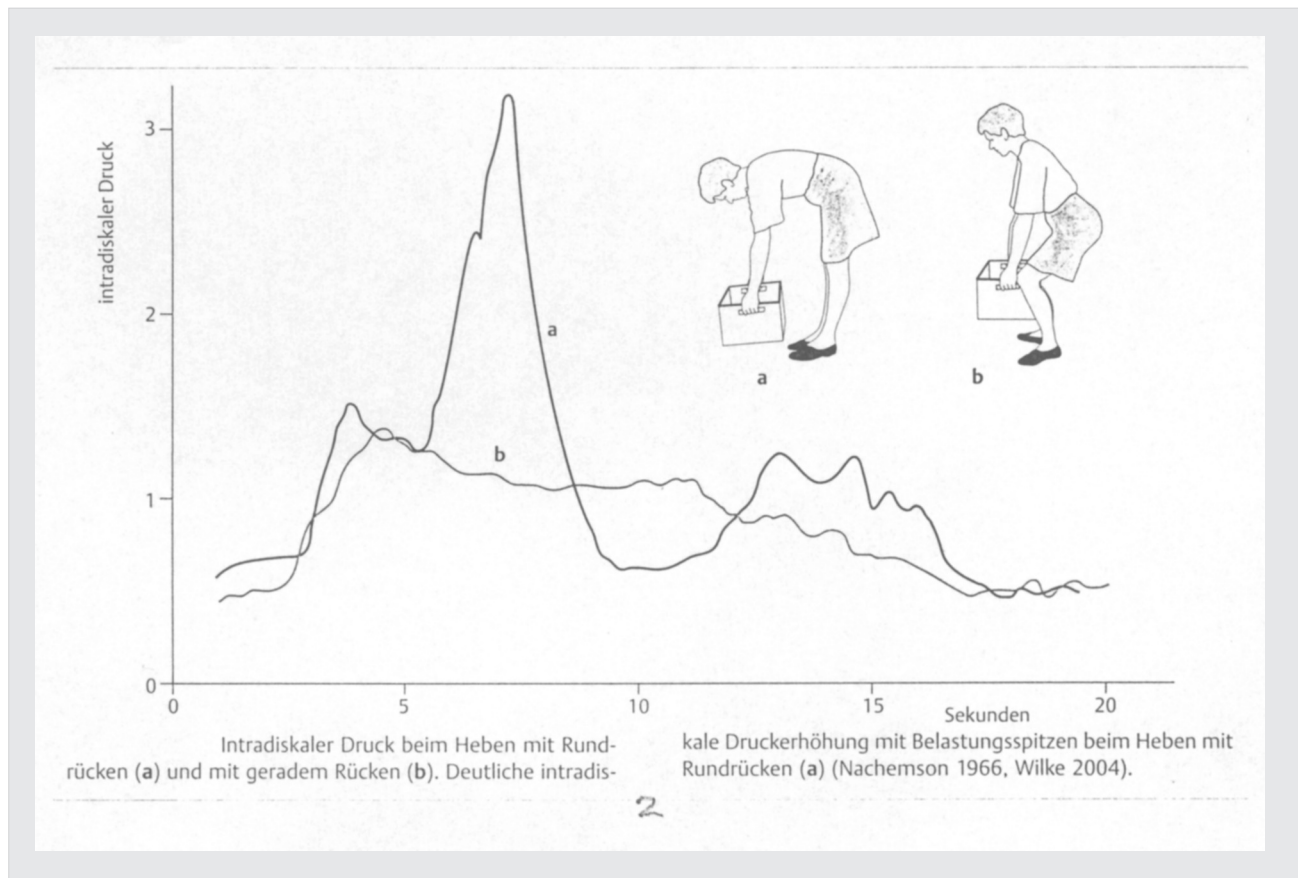 intradiskaler Druck
3
2
1
0
a
b
a
b
0
5
10
15
20
Sekunden
Intradiskaler Druck beim Heben mit Rund-
rücken (a) und mit geradem Rücken (b). Deutliche intradis-
kale Druckerhöhung mit Belastungsspitzen beim Heben mit
Rundrücken (a) (Nachemson 1966, Wilke 2004).
2